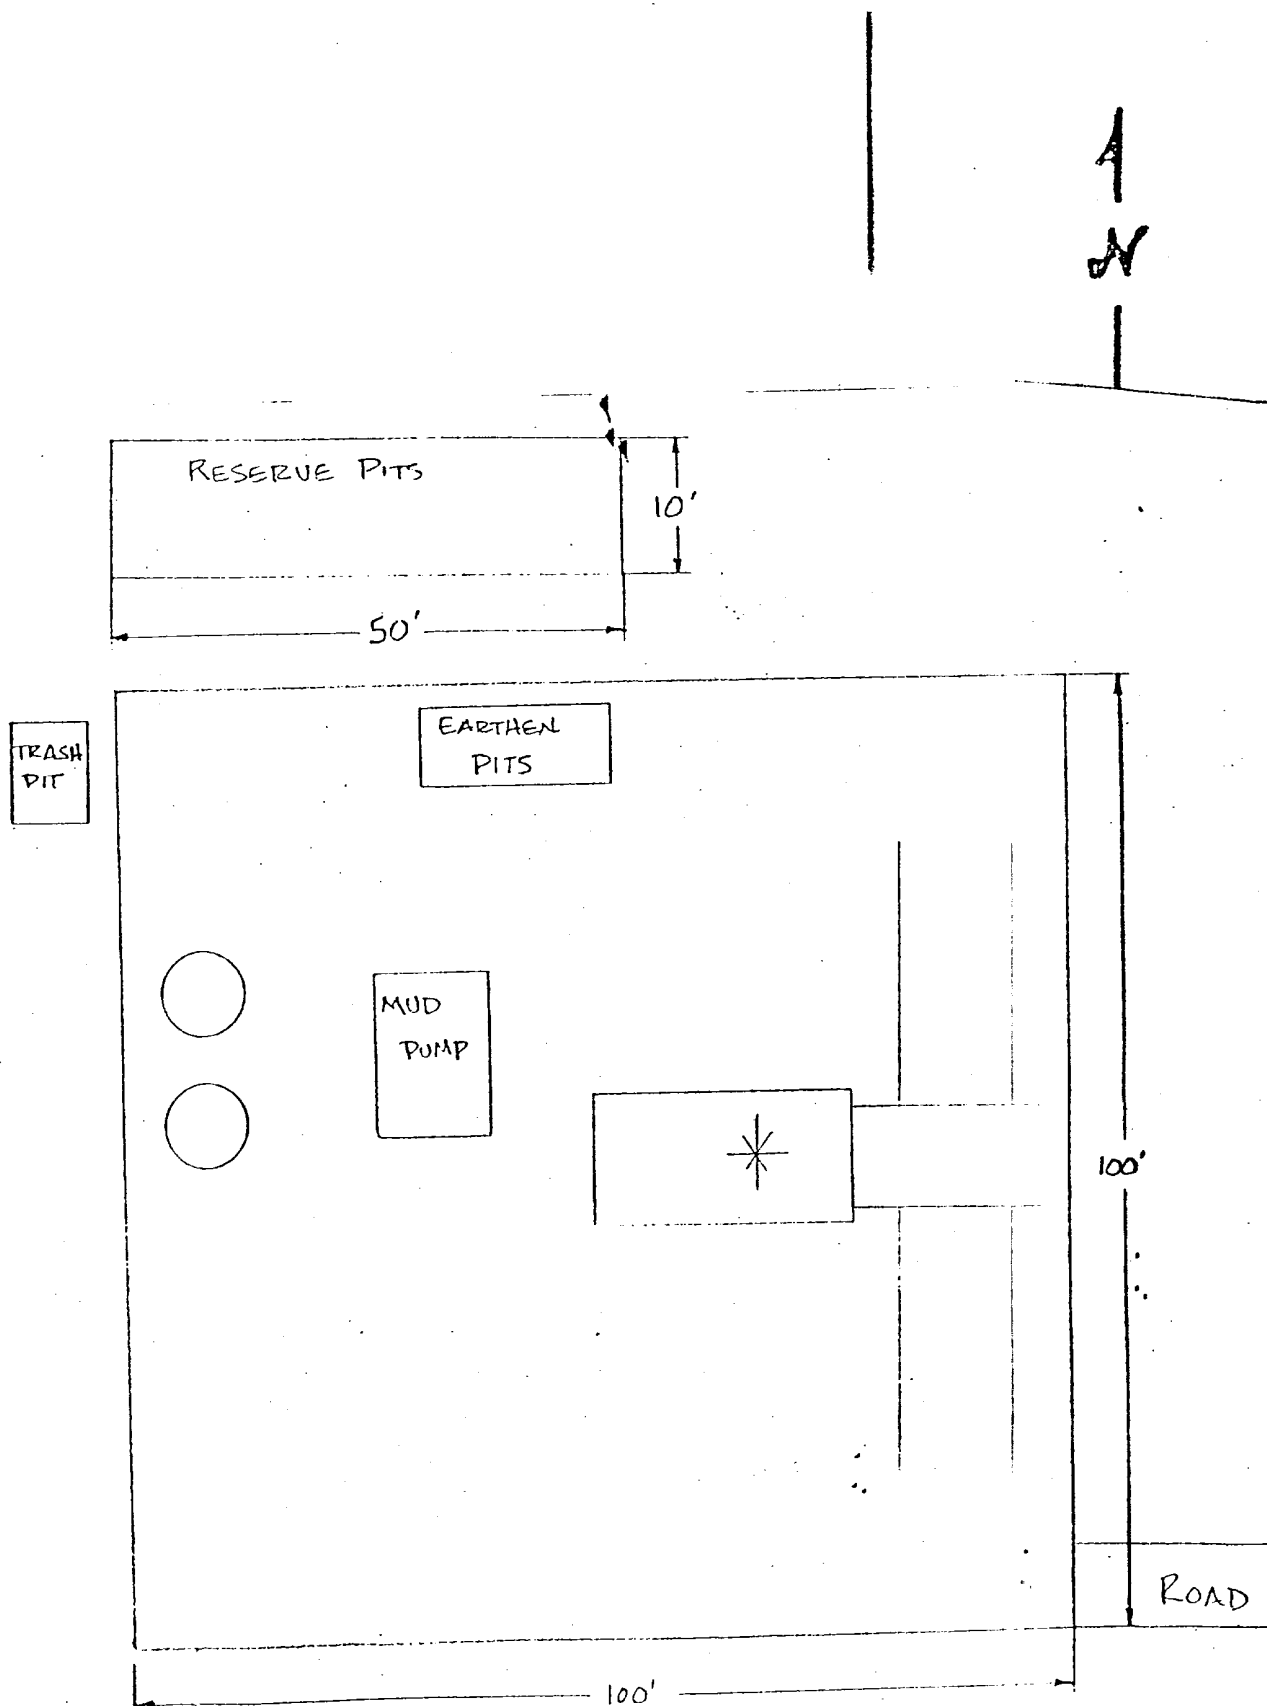 N
RESERVE PITS
10'
50'
EARTHEN
PITS
TRASH
PIT
MUD
PUMP
100'
ROAD
100'